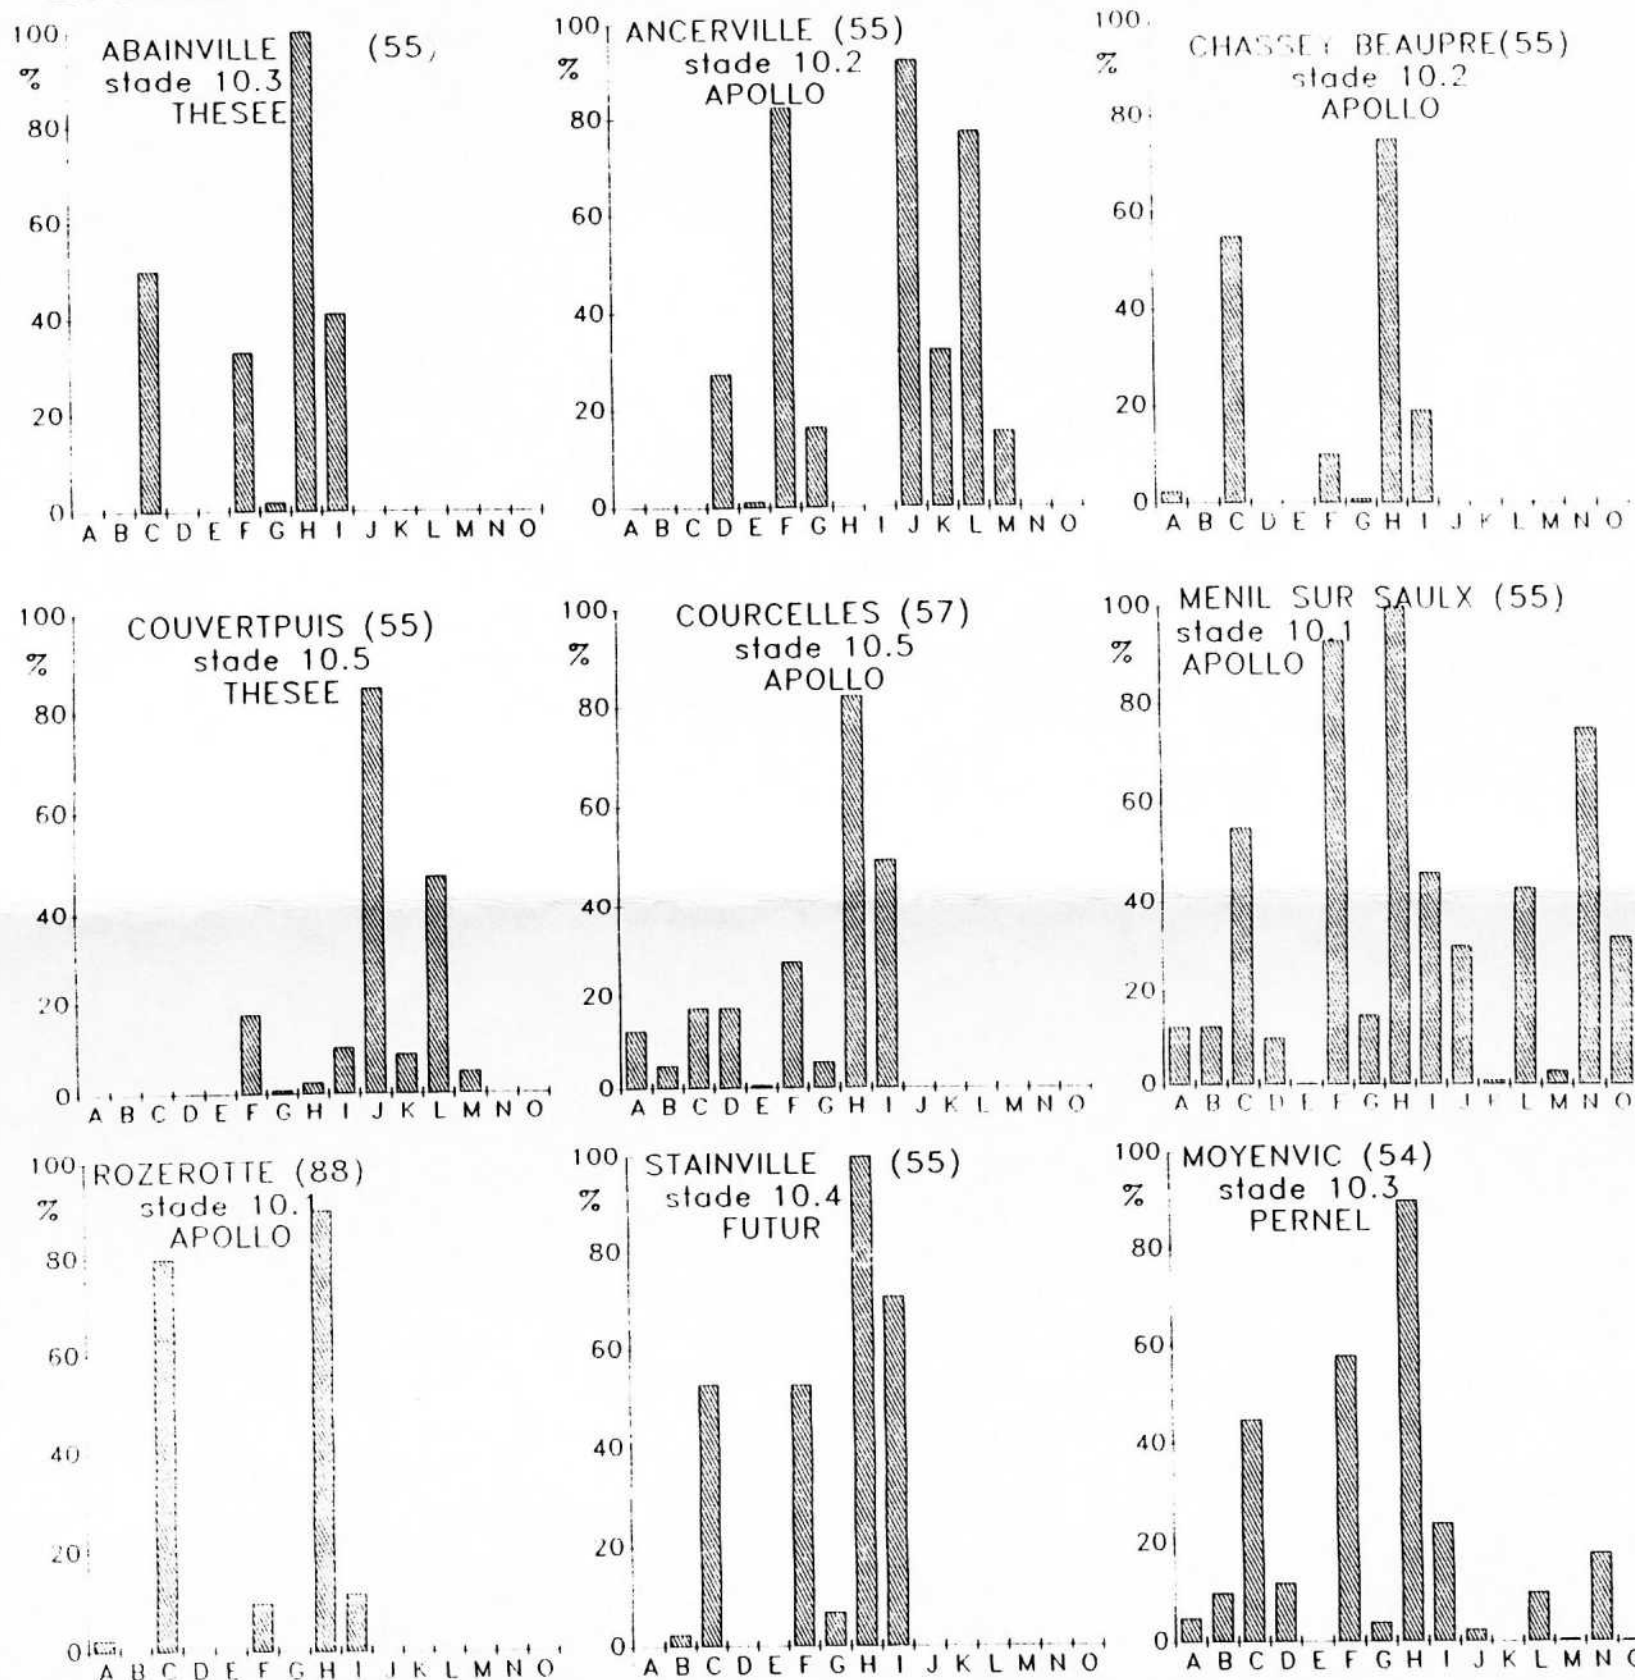 ABAINVILLE (55)
stade 10.3
THESEE
100
%
80
60
40
20
0
A B C D E F G H I J K L M N O
ANCERVILLE (55)
stade 10.2
APOLLO
100
%
80
60
40
20
0
A B C D E F G H I J K L M N O
CHASSEY BEAUPRE(55)
stade 10.2
APOLLO
100
%
80
60
40
20
0
A B C D E F G H I J K L M N O
COUVERTPUIS (55)
stade 10.5
THESEE
100
%
80
60
40
20
0
A B C D E F G H I J K L M N O
COURCELLES (57)
stade 10.5
APOLLO
100
%
80
60
40
20
0
A B C D E F G H I J K L M N O
MENIL SUR SAULX (55)
stade 10.1
APOLLO
100
%
80
60
40
20
0
A B C D E F G H I J K L M N O
ROZEROTTE (88)
stade 10.1
APOLLO
100
%
80
60
40
20
0
A B C D E F G H I J K L M N O
STAINVILLE (55)
stade 10.4
FUTUR
100
%
80
60
40
20
0
A B C D E F G H I J K L M N O
MOYENVIC (54)
stade 10.3
PERNEL
100
%
80
60
40
20
0
A B C D E F G H I J K L M N O